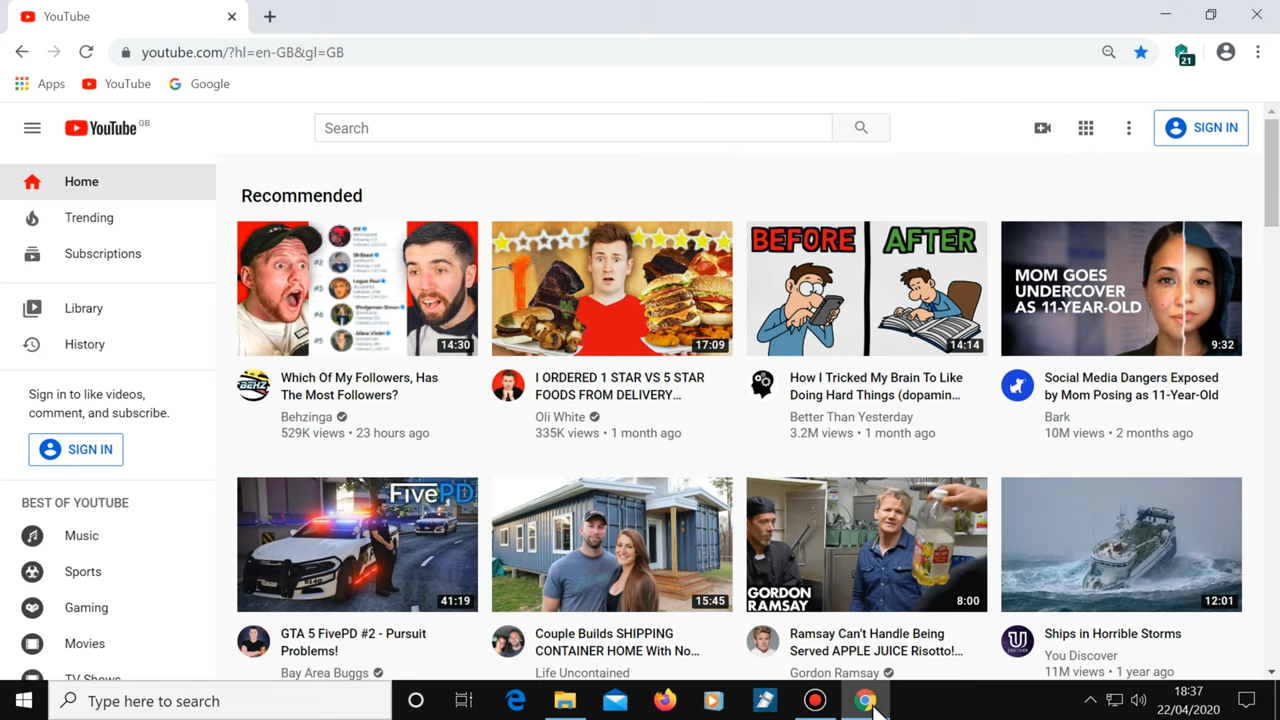 YouTube
youtube.com/?hl=en-GB&gl=GB
21
Apps
YouTube
Google
YouTube GB
Search
SIGN IN
Home
Trending
Subscriptions
Library
History
Sign in to like videos,
comment, and subscribe.
SIGN IN
BEST OF YOUTUBE
Music
Sports
Gaming
Movies
TV Shows
Recommended
14:30
Which Of My Followers, Has
The Most Followers?
Behzinga
529K views • 23 hours ago
17:09
I ORDERED 1 STAR VS 5 STAR
FOODS FROM DELIVERY...
Oli White
335K views • 1 month ago
BEFORE AFTER
14:14
How I Tricked My Brain To Like
Doing Hard Things (dopamin...
Better Than Yesterday
3.2M views • 1 month ago
MOM GOES
UNDERCOVER
AS 11-YEAR-OLD
9:32
Social Media Dangers Exposed
by Mom Posing as 11-Year-Old
Bark
10M views • 2 months ago
FivePD
41:19
GTA 5 FivePD #2 - Pursuit
Problems!
Bay Area Buggs
15:45
Couple Builds SHIPPING
CONTAINER HOME With No...
Life Uncontained
GORDON
RAMSAY
8:00
Ramsay Can't Handle Being
Served APPLE JUICE Risotto!...
Gordon Ramsay
12:01
Ships in Horrible Storms
You Discover
11M views • 1 year ago
Type here to search
18:37
22/04/2020